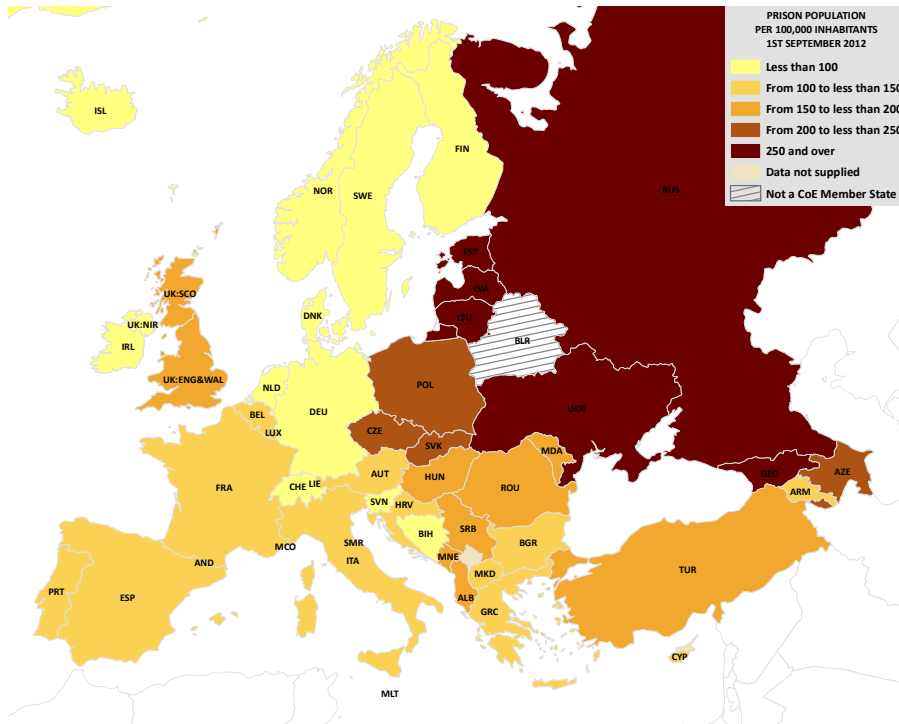 PRISON POPULATION
PER 100,000 INHABITANTS
1ST SEPTEMBER 2012
Less than 100
From 100 to less than 150
From 150 to less than 200
From 200 to less than 250
250 and over
Data not supplied
Not a CoE Member State
ISL
FIN
NOR
SWE
RUS
EST
LVA
UK:SCO
DNK
LTU
UK:NIR
IRL
BLR
UK:ENG&WAL
NLD
POL
BEL
DEU
UKR
LUX
CZE
SVK
MDA
AUT
GEO
AZE
FRA
CHE
LIE
HUN
ROU
ARM
SVN
HRV
SRB
BIH
BGR
MCO
SMR
MNE
AND
ITA
TUR
MKD
PRT
ESP
ALB
GRC
CYP
MLT